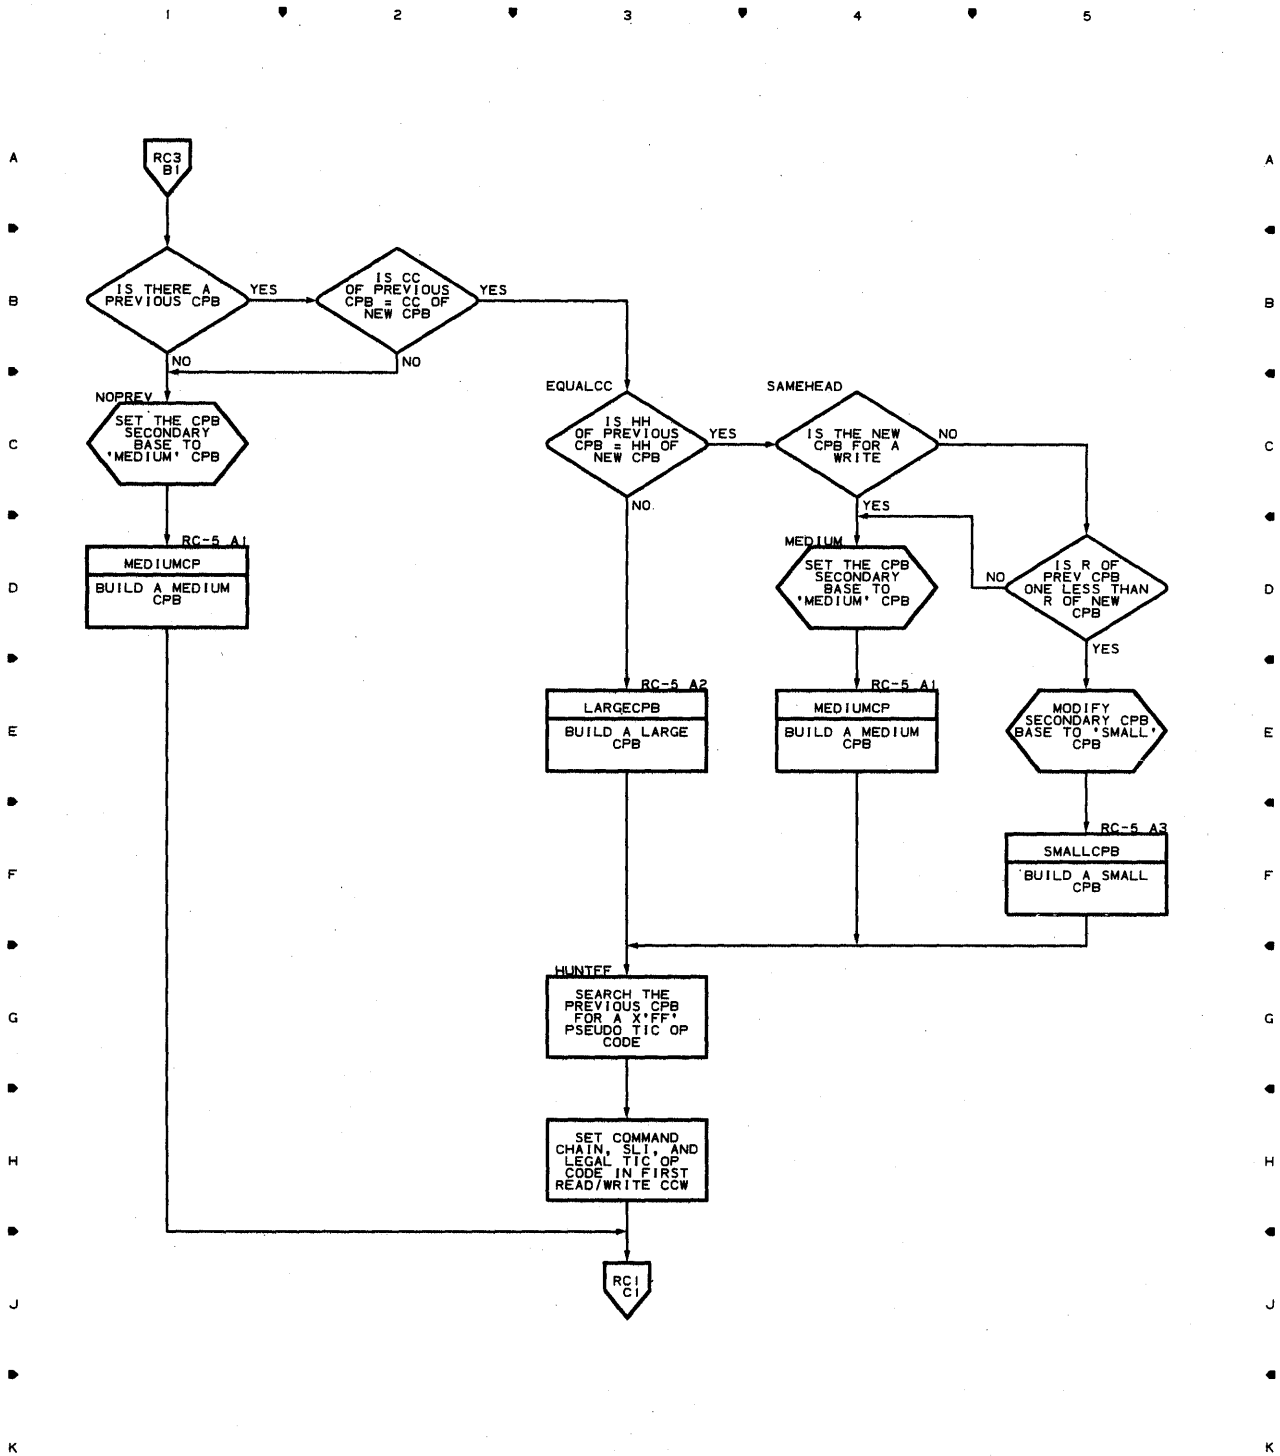 1 2 3 4 5
A A
RC3
B1
B B
IS THERE A
PREVIOUS CPB
YES
NO
IS CC
OF PREVIOUS
CPB = CC OF
NEW CPB
YES
NO
C C
NOPREV
SET THE CPB
SECONDARY
BASE TO
'MEDIUM' CPB
EQUALCC
IS HH
OF PREVIOUS
CPB = HH OF
NEW CPB
YES
NO
SAMEHEAD
IS THE NEW
CPB FOR A
WRITE
NO
YES
D D
RC-5 A1
MEDIUMCP
BUILD A MEDIUM
CPB
MEDIUM
SET THE CPB
SECONDARY
BASE TO
'MEDIUM' CPB
NO
IS R OF
PREV CPB
ONE LESS THAN
R OF NEW
CPB
YES
E E
RC-5 A2
LARGECPB
BUILD A LARGE
CPB
RC-5 A1
MEDIUMCP
BUILD A MEDIUM
CPB
MODIFY
SECONDARY CPB
BASE TO 'SMALL'
CPB
F F
RC-5 A3
SMALLCPB
BUILD A SMALL
CPB
G G
HUNTFF
SEARCH THE
PREVIOUS CPB
FOR A X'FF'
PSEUDO TIC OP
CODE
H H
SET COMMAND
CHAIN, SLI, AND
LEGAL TIC OP
CODE IN FIRST
READ/WRITE CCW
J J
RC1
C1
K K